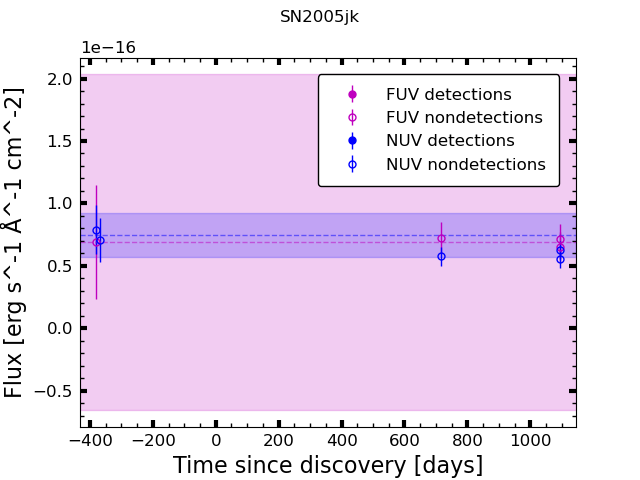 SN2005jk
1e−16
2.0
1.5
1.0
0.5
0.0
−0.5
Flux [erg s^-1 Å^-1 cm^-2]
FUV detections
FUV nondetections
NUV detections
NUV nondetections
−400 −200 0 200 400 600 800 1000
Time since discovery [days]